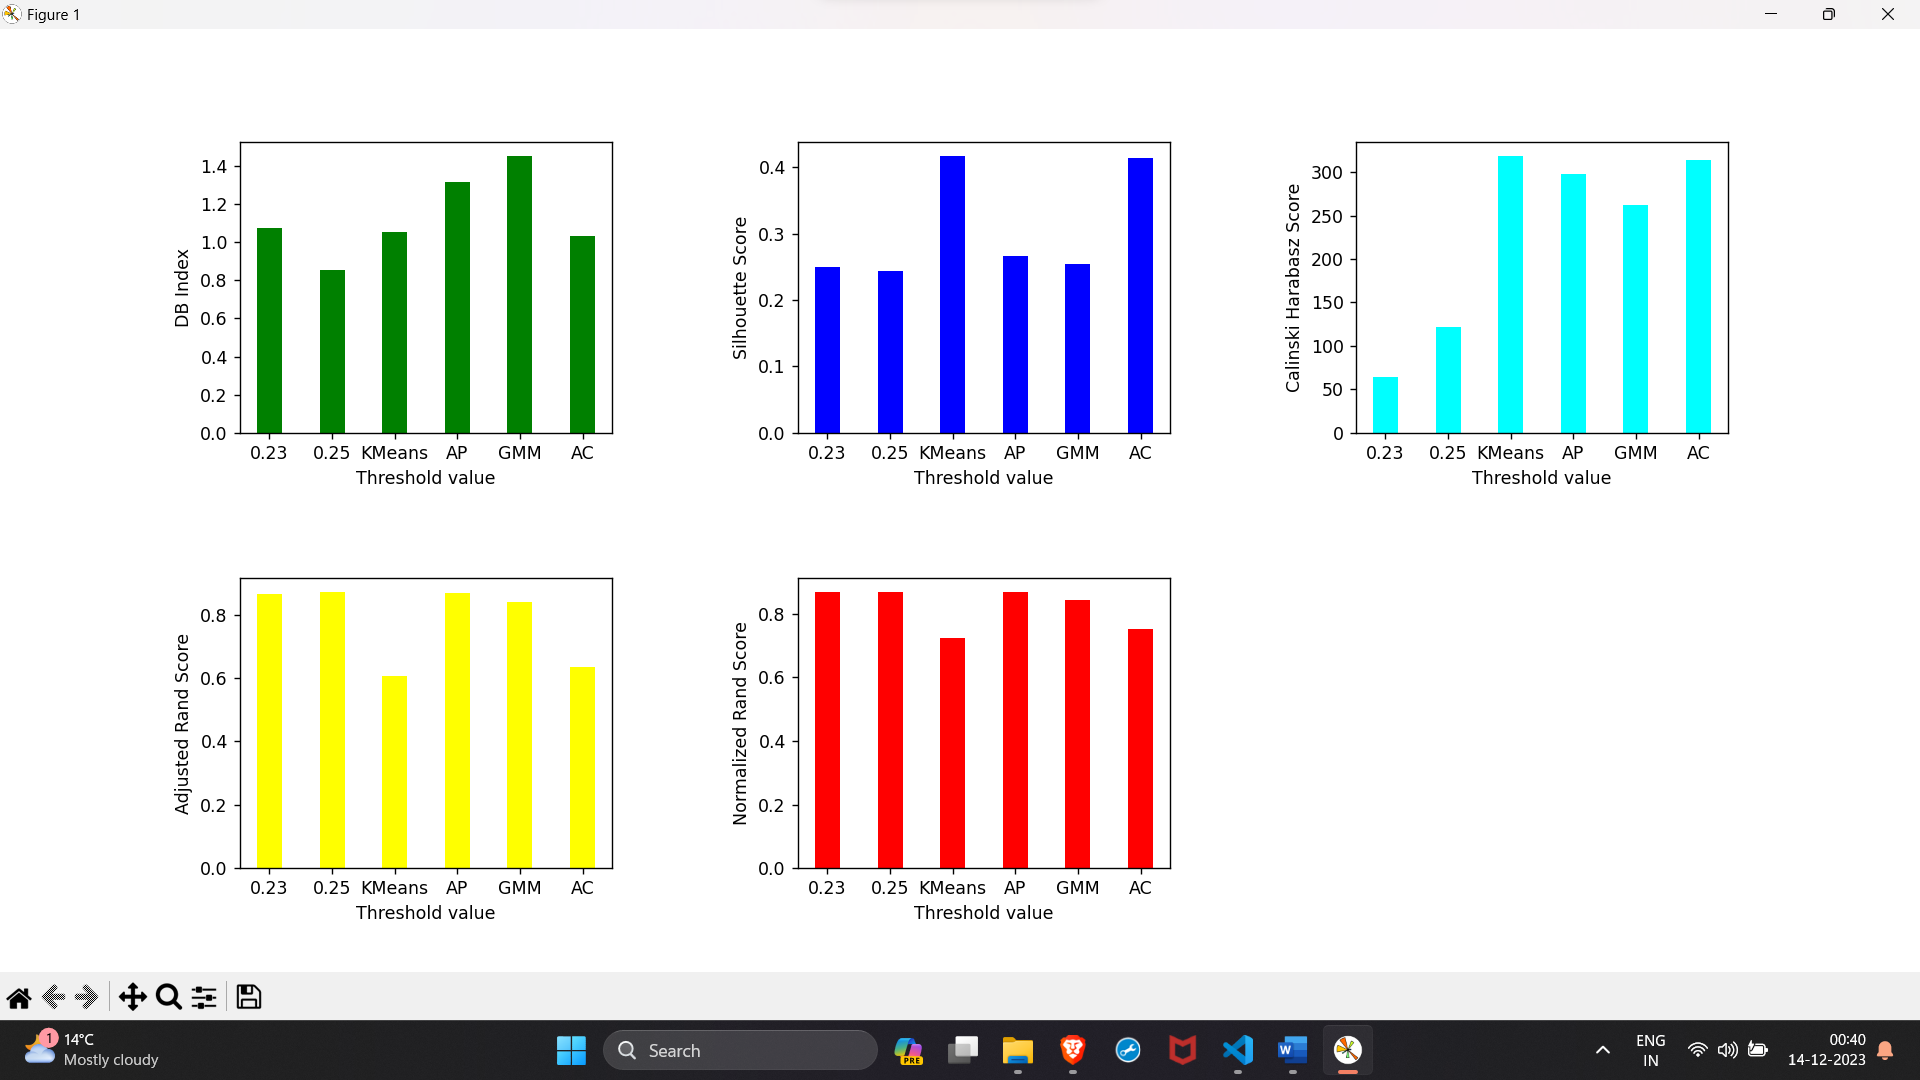 Figure 1
DB Index
1.4
1.2
1.0
0.8
0.6
0.4
0.2
0.0
0.23 0.25 KMeans AP GMM AC
Threshold value
Silhouette Score
0.4
0.3
0.2
0.1
0.0
0.23 0.25 KMeans AP GMM AC
Threshold value
Calinski Harabasz Score
300
250
200
150
100
50
0
0.23 0.25 KMeans AP GMM AC
Threshold value
Adjusted Rand Score
0.8
0.6
0.4
0.2
0.0
0.23 0.25 KMeans AP GMM AC
Threshold value
Normalized Rand Score
0.8
0.6
0.4
0.2
0.0
0.23 0.25 KMeans AP GMM AC
Threshold value
1
14°C
Mostly cloudy
Search
PRE
W
ENG
IN
00:40
14-12-2023